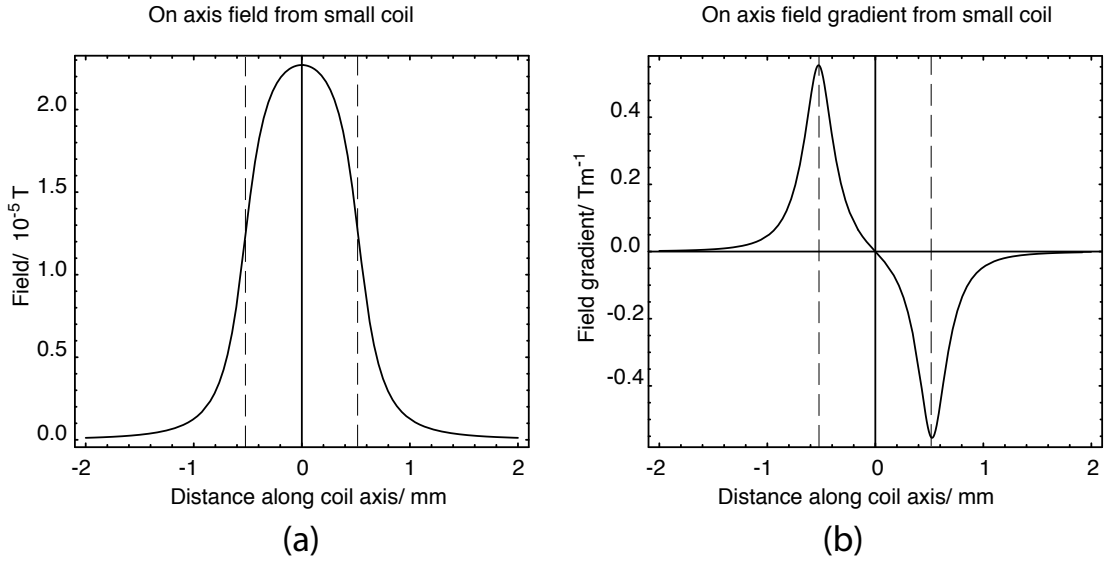 On axis field from small coil
Field/ 10⁻⁵ T
2.0
1.5
1.0
0.5
0.0
-2
-1
0
1
2
Distance along coil axis/ mm
(a)
On axis field gradient from small coil
Field gradient/ Tm⁻¹
0.4
0.2
0.0
-0.2
-0.4
-2
-1
0
1
2
Distance along coil axis/ mm
(b)